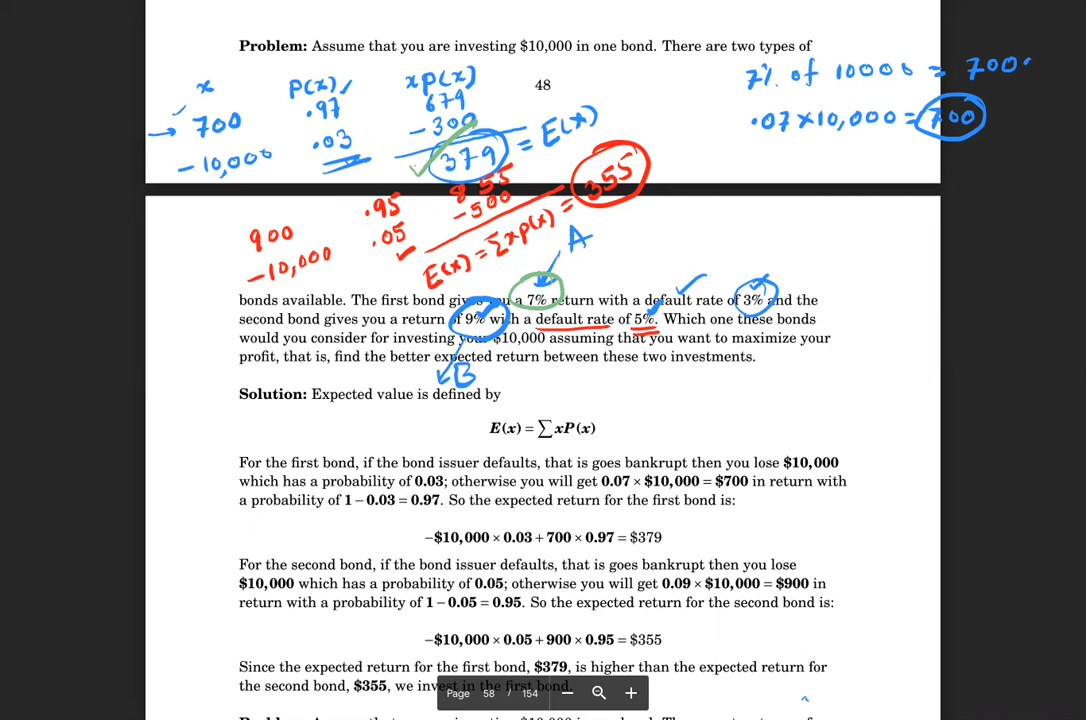 Problem: Assume that you are investing $10,000 in one bond. There are two types of
x P(x) xP(x)
7% of 10000 = 700
48
700 .97 679
.07 × 10,000 = 700
-10,000 .03 -300
379 = E(x)
900 .95 855
-10,000 .05 -500
E(x) = Σxp(x) = 355
A
bonds available. The first bond gives you a 7% return with a default rate of 3% and the
second bond gives you a return of 9% with a default rate of 5%. Which one these bonds
would you consider for investing your $10,000 assuming that you want to maximize your
profit, that is, find the better expected return between these two investments.
B
Solution: Expected value is defined by
E(x) = ∑ xP(x)
For the first bond, if the bond issuer defaults, that is goes bankrupt then you lose $10,000
which has a probability of 0.03; otherwise you will get 0.07 × $10,000 = $700 in return with
a probability of 1 − 0.03 = 0.97. So the expected return for the first bond is:
−$10,000 × 0.03 + 700 × 0.97 = $379
For the second bond, if the bond issuer defaults, that is goes bankrupt then you lose
$10,000 which has a probability of 0.05; otherwise you will get 0.09 × $10,000 = $900 in
return with a probability of 1 − 0.05 = 0.95. So the expected return for the second bond is:
−$10,000 × 0.05 + 900 × 0.95 = $355
Since the expected return for the first bond, $379, is higher than the expected return for
the second bond, $355, we invest in the first bond.
Page 58 / 154